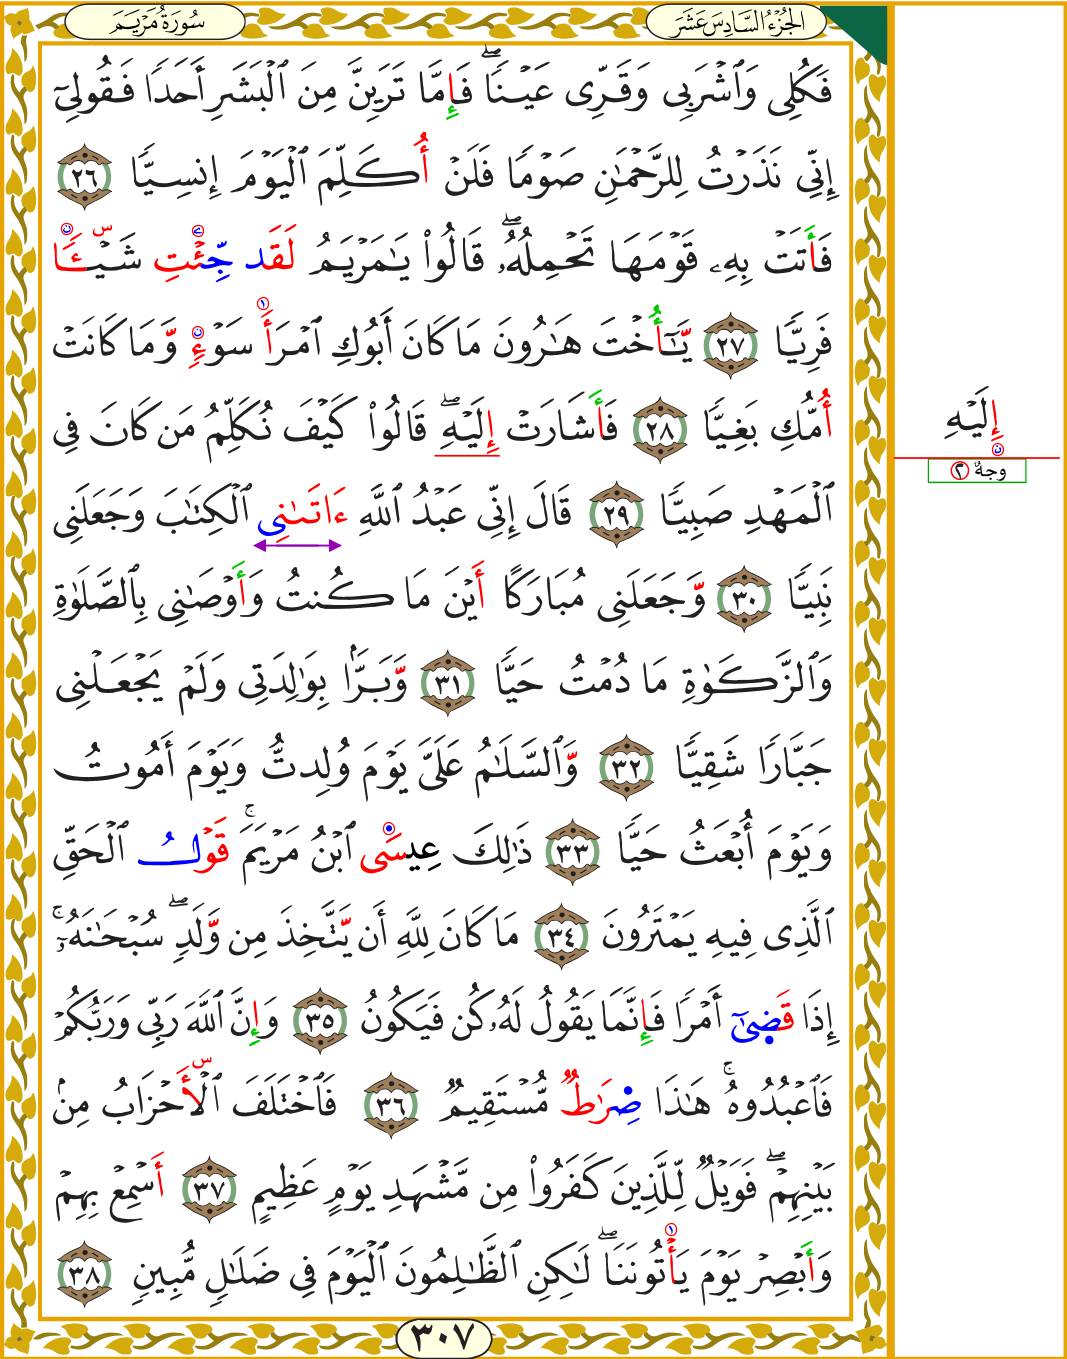 الجُزْءُ السَّادِسَ عَشَرَ
سُورَةُ مَرْيَمَ
فَكُلِى وَٱشْرَبِى وَقَرِّى عَيْنًاۖ فَإِمَّا تَرَيِنَّ مِنَ ٱلْبَشَرِ أَحَدًا فَقُولِىٓ
إِنِّى نَذَرْتُ لِلرَّحْمَٰنِ صَوْمًا فَلَنْ أُكَلِّمَ ٱلْيَوْمَ إِنسِيًّا ٢٦
فَأَتَتْ بِهِۦ قَوْمَهَا تَحْمِلُهُۥۖ قَالُوا۟ يَٰمَرْيَمُ لَقَد جِّئْتِ شَيْـًٔا
فَرِيًّا ٢٧ يَٰٓأُخْتَ هَٰرُونَ مَا كَانَ أَبُوكِ ٱمْرَأَ سَوْءٍ وَّمَا كَانَتْ
أُمُّكِ بَغِيًّا ٢٨ فَأَشَارَتْ إِلَيْهِۖ قَالُوا۟ كَيْفَ نُكَلِّمُ مَن كَانَ فِى
ٱلْمَهْدِ صَبِيًّا ٢٩ قَالَ إِنِّى عَبْدُ ٱللَّهِ ءَاتَىٰنِى ٱلْكِتَٰبَ وَجَعَلَنِى
نَبِيًّا ٣٠ وَّجَعَلَنِى مُبَارَكًا أَيْنَ مَا كُنتُ وَأَوْصَٰنِى بِٱلصَّلَوٰةِ
وَٱلزَّكَوٰةِ مَا دُمْتُ حَيًّا ٣١ وَّبَرًّۢا بِوَٰلِدَتِى وَلَمْ يَجْعَلْنِى
جَبَّارًا شَقِيًّا ٣٢ وَّٱلسَّلَٰمُ عَلَىَّ يَوْمَ وُلِدتُّ وَيَوْمَ أَمُوتُ
وَيَوْمَ أُبْعَثُ حَيًّا ٣٣ ذَٰلِكَ عِيسَى ٱبْنُ مَرْيَمَۚ قَوْلُ ٱلْحَقِّ
ٱلَّذِى فِيهِ يَمْتَرُونَ ٣٤ مَا كَانَ لِلَّهِ أَن يَّتَّخِذَ مِن وَّلَدٍۖ سُبْحَٰنَهُۥٓۚ
إِذَا قَضَىٰٓ أَمْرًا فَإِنَّمَا يَقُولُ لَهُۥ كُن فَيَكُونُ ٣٥ وَإِنَّ ٱللَّهَ رَبِّى وَرَبُّكُمْ
فَٱعْبُدُوهُۚ هَٰذَا صِرَٰطٌ مُّسْتَقِيمٌ ٣٦ فَٱخْتَلَفَ ٱلْأَحْزَابُ مِنۢ
بَيْنِهِمْۖ فَوَيْلٌ لِّلَّذِينَ كَفَرُوا۟ مِن مَّشْهَدِ يَوْمٍ عَظِيمٍ ٣٧ أَسْمِعْ بِهِمْ
وَأَبْصِرْ يَوْمَ يَأْتُونَنَاۖ لَٰكِنِ ٱلظَّٰلِمُونَ ٱلْيَوْمَ فِى ضَلَٰلٍ مُّبِينٍ ٣٨
إِلَيْهِ
وجهٌ ٢
٣٠٧